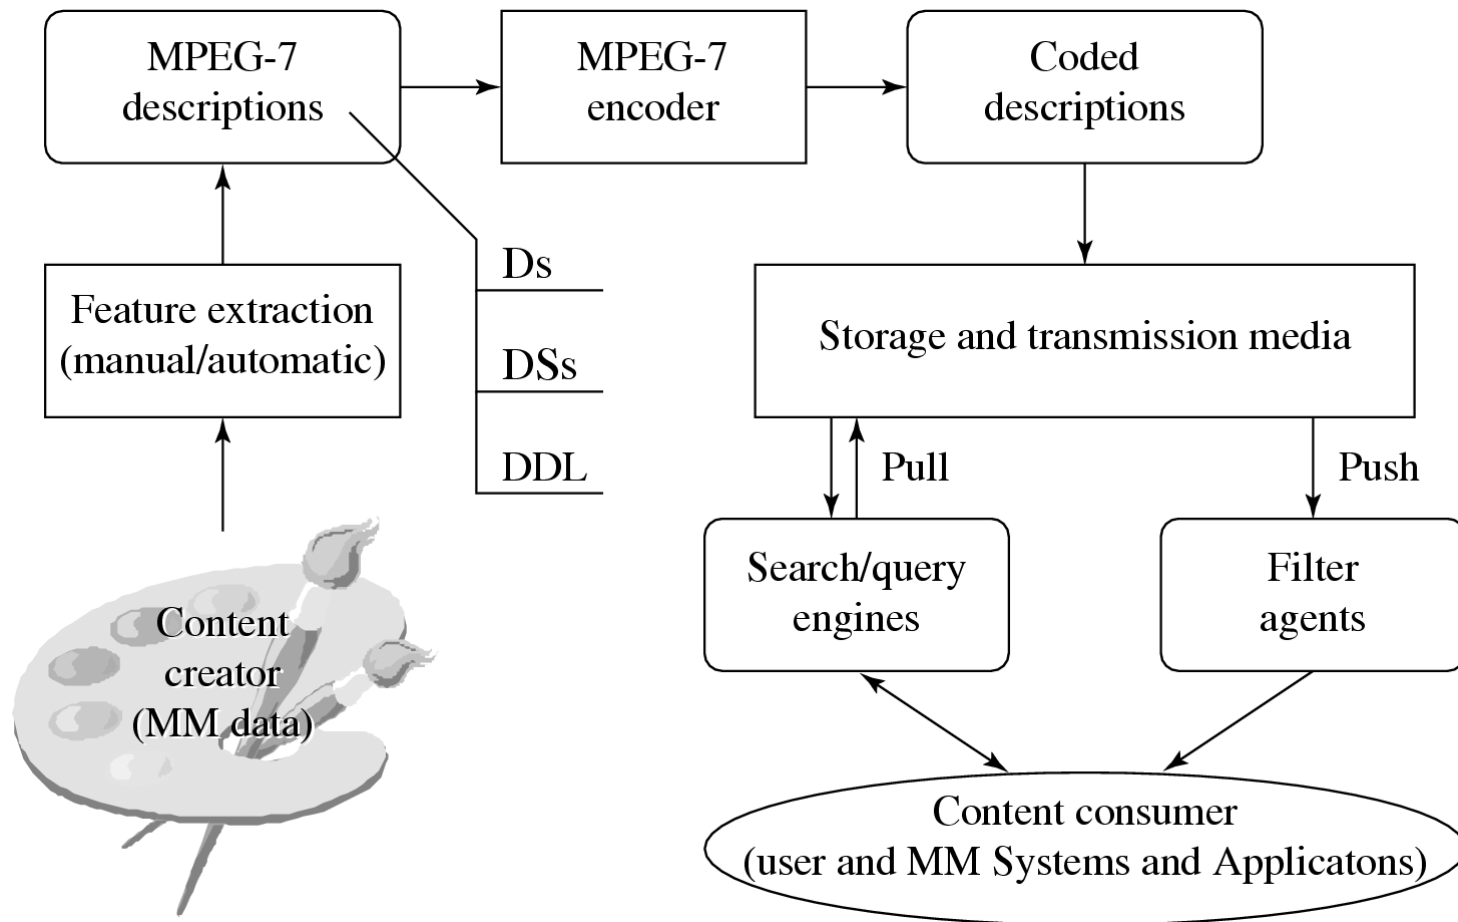 MPEG-7
descriptions
MPEG-7
encoder
Coded
descriptions
Ds
DSs
DDL
Feature extraction
(manual/automatic)
Storage and transmission media
Pull
Push
Content
creator
(MM data)
Search/query
engines
Filter
agents
Content consumer
(user and MM Systems and Applicatons)